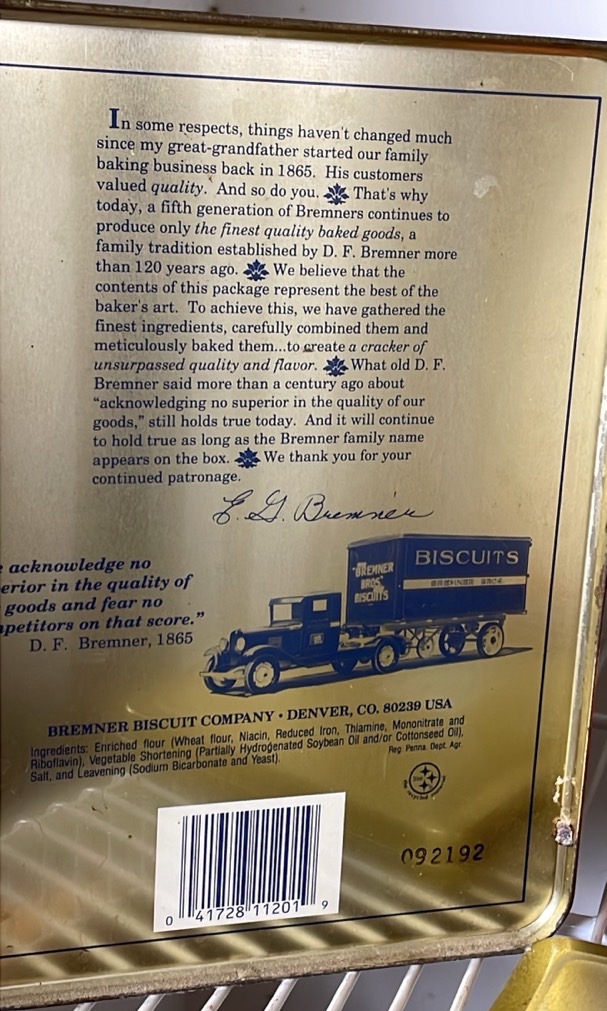 In some respects, things haven't changed much
since my great-grandfather started our family
baking business back in 1865. His customers
valued quality. And so do you. That's why
today, a fifth generation of Bremners continues to
produce only the finest quality baked goods, a
family tradition established by D. F. Bremner more
than 120 years ago. We believe that the
contents of this package represent the best of the
baker's art. To achieve this, we have gathered the
finest ingredients, carefully combined them and
meticulously baked them...to create a cracker of
unsurpassed quality and flavor. What old D. F.
Bremner said more than a century ago about
"acknowledging no superior in the quality of our
goods," still holds true today. And it will continue
to hold true as long as the Bremner family name
appears on the box. We thank you for your
continued patronage.
E. G. Bremner
acknowledge no
erior in the quality of
goods and fear no
mpetitors on that score."
D. F. Bremner, 1865
BISCUITS
BREMNER BROS.
"BREMNER
BROS"
BISCUITS
BREMNER BISCUIT COMPANY • DENVER, CO. 80239 USA
Ingredients: Enriched flour (Wheat flour, Niacin, Reduced Iron, Thiamine, Mononitrate and
Riboflavin), Vegetable Shortening (Partially Hydrogenated Soybean Oil and/or Cottonseed Oil),
Salt, and Leavening (Sodium Bicarbonate and Yeast).
Reg. Penna. Dept. Agr.
092192
0 41728 11201 9